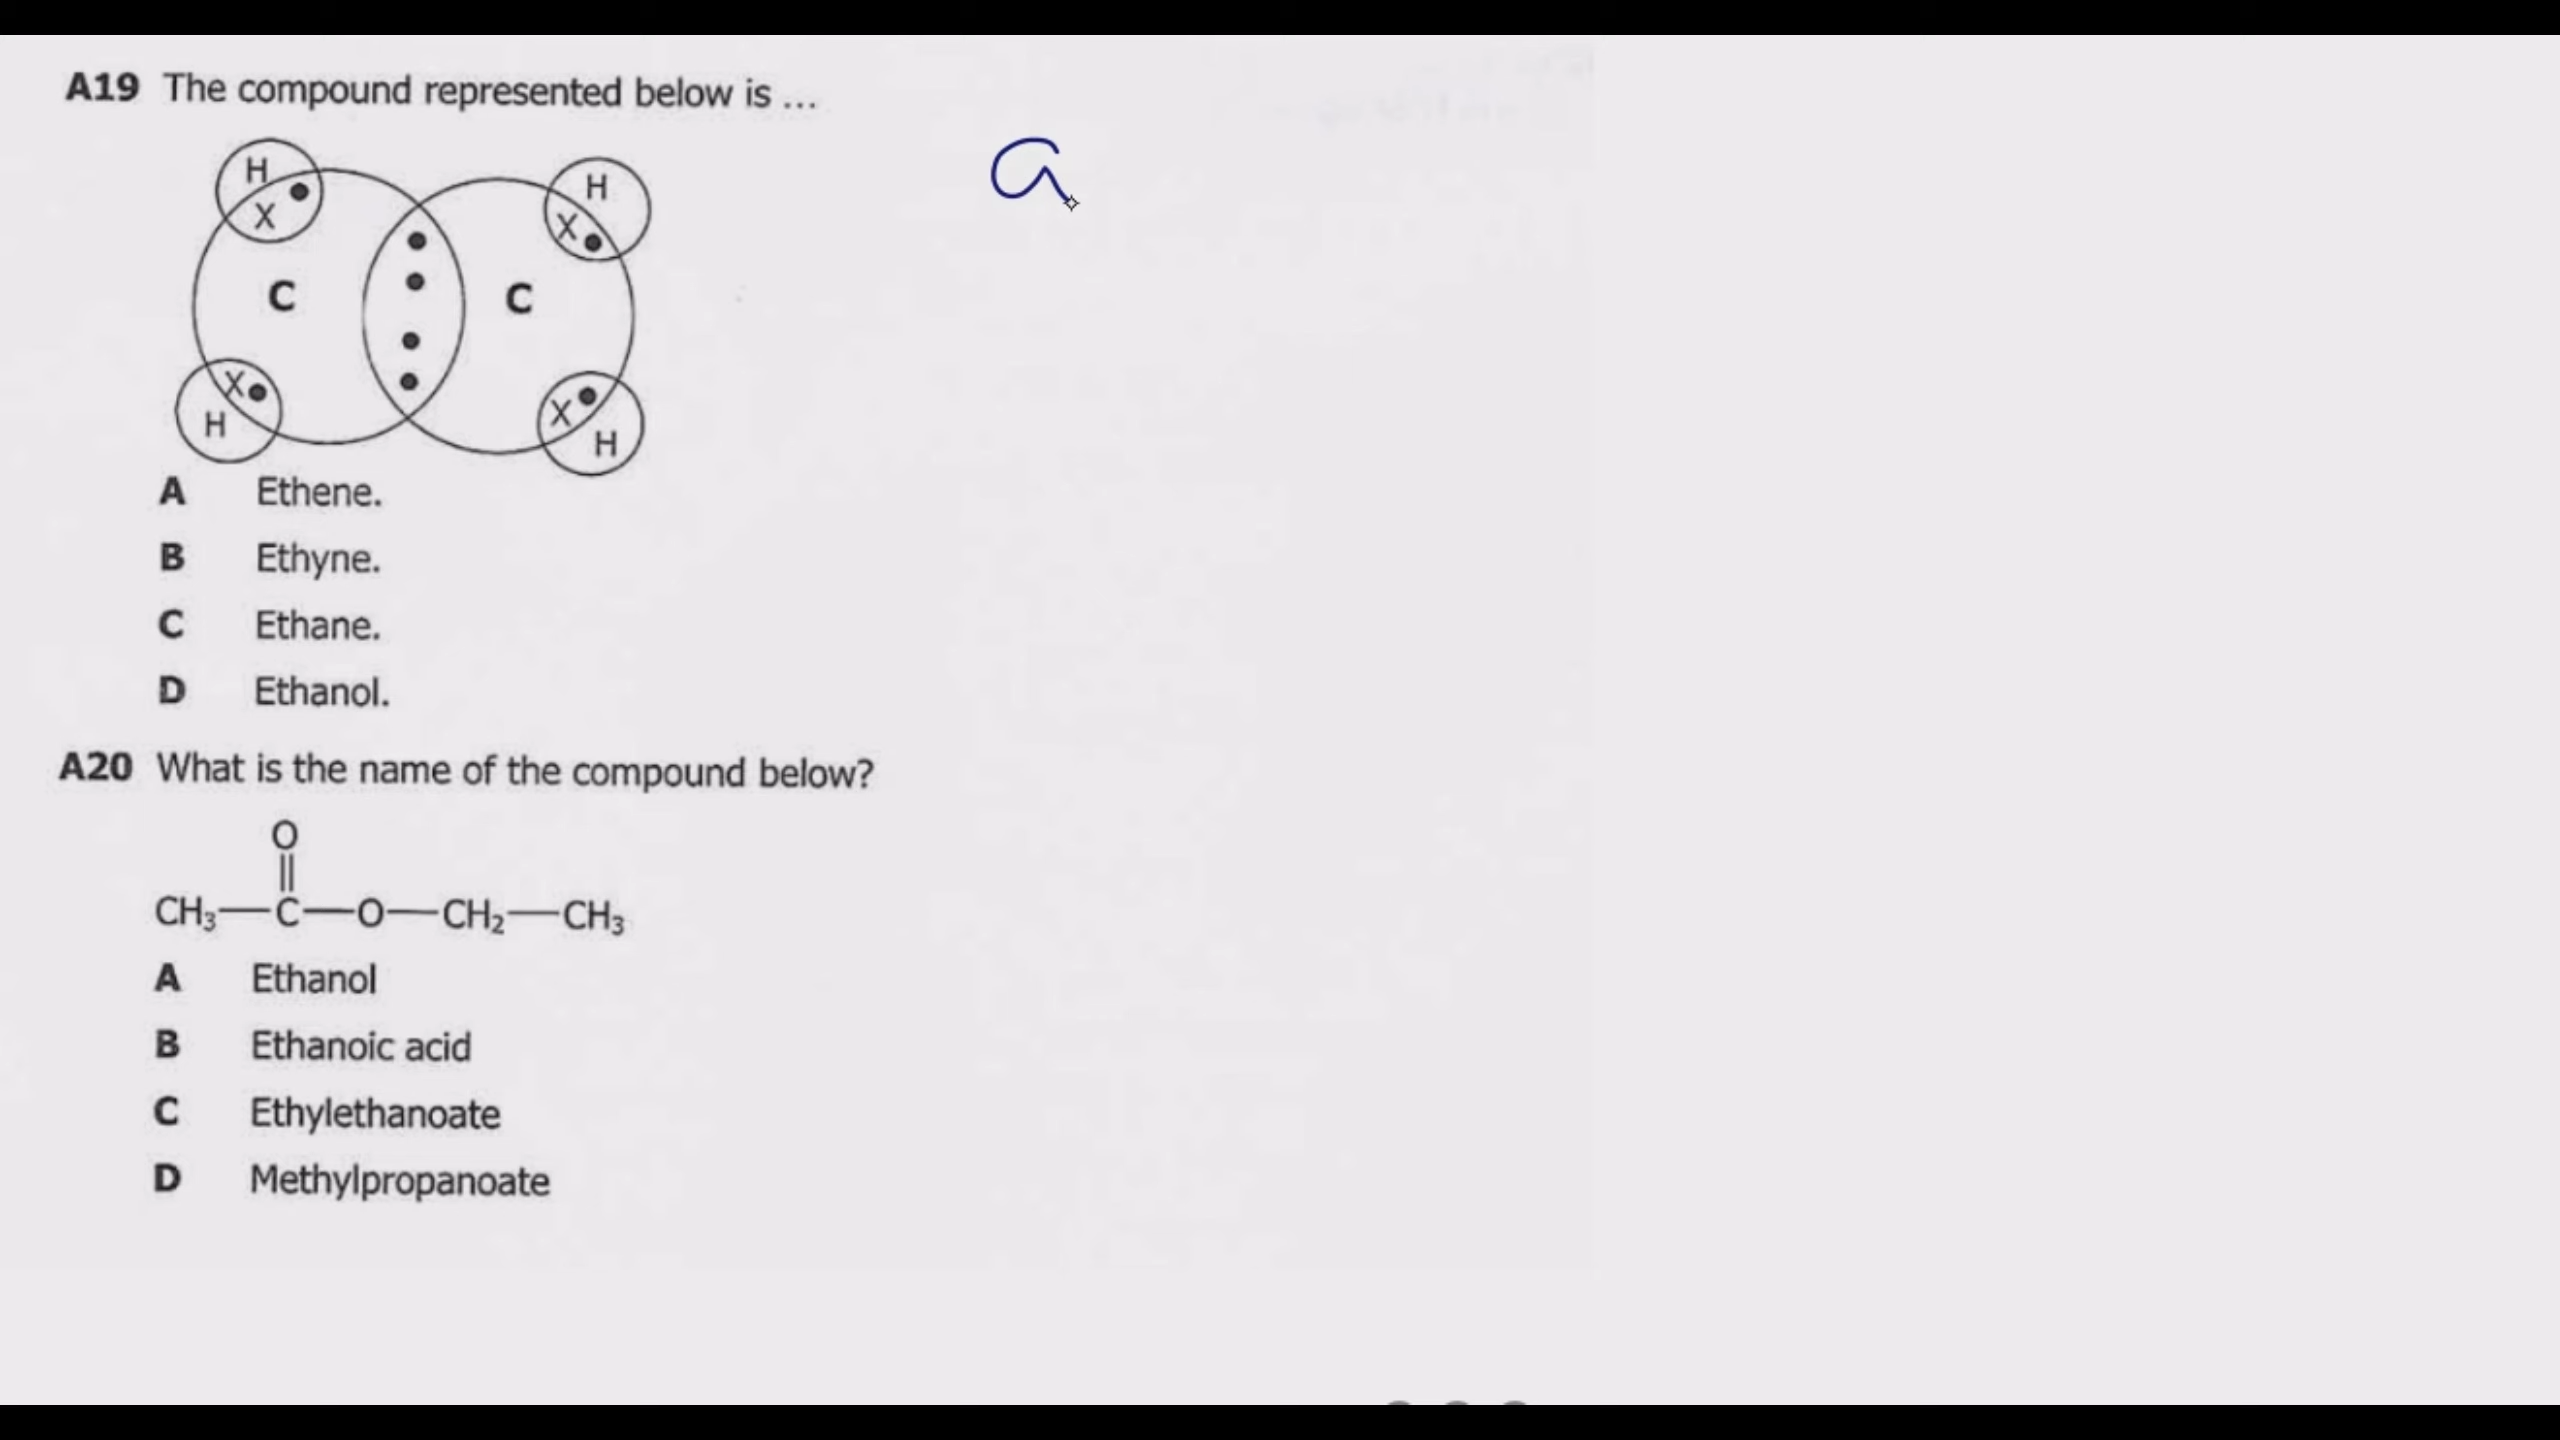 A19 The compound represented below is ...
H
X
H
X
C
C
X
H
X
H
A Ethene.
B Ethyne.
C Ethane.
D Ethanol.
A20 What is the name of the compound below?
O
CH₃—C—O—CH₂—CH₃
A Ethanol
B Ethanoic acid
C Ethylethanoate
D Methylpropanoate
a